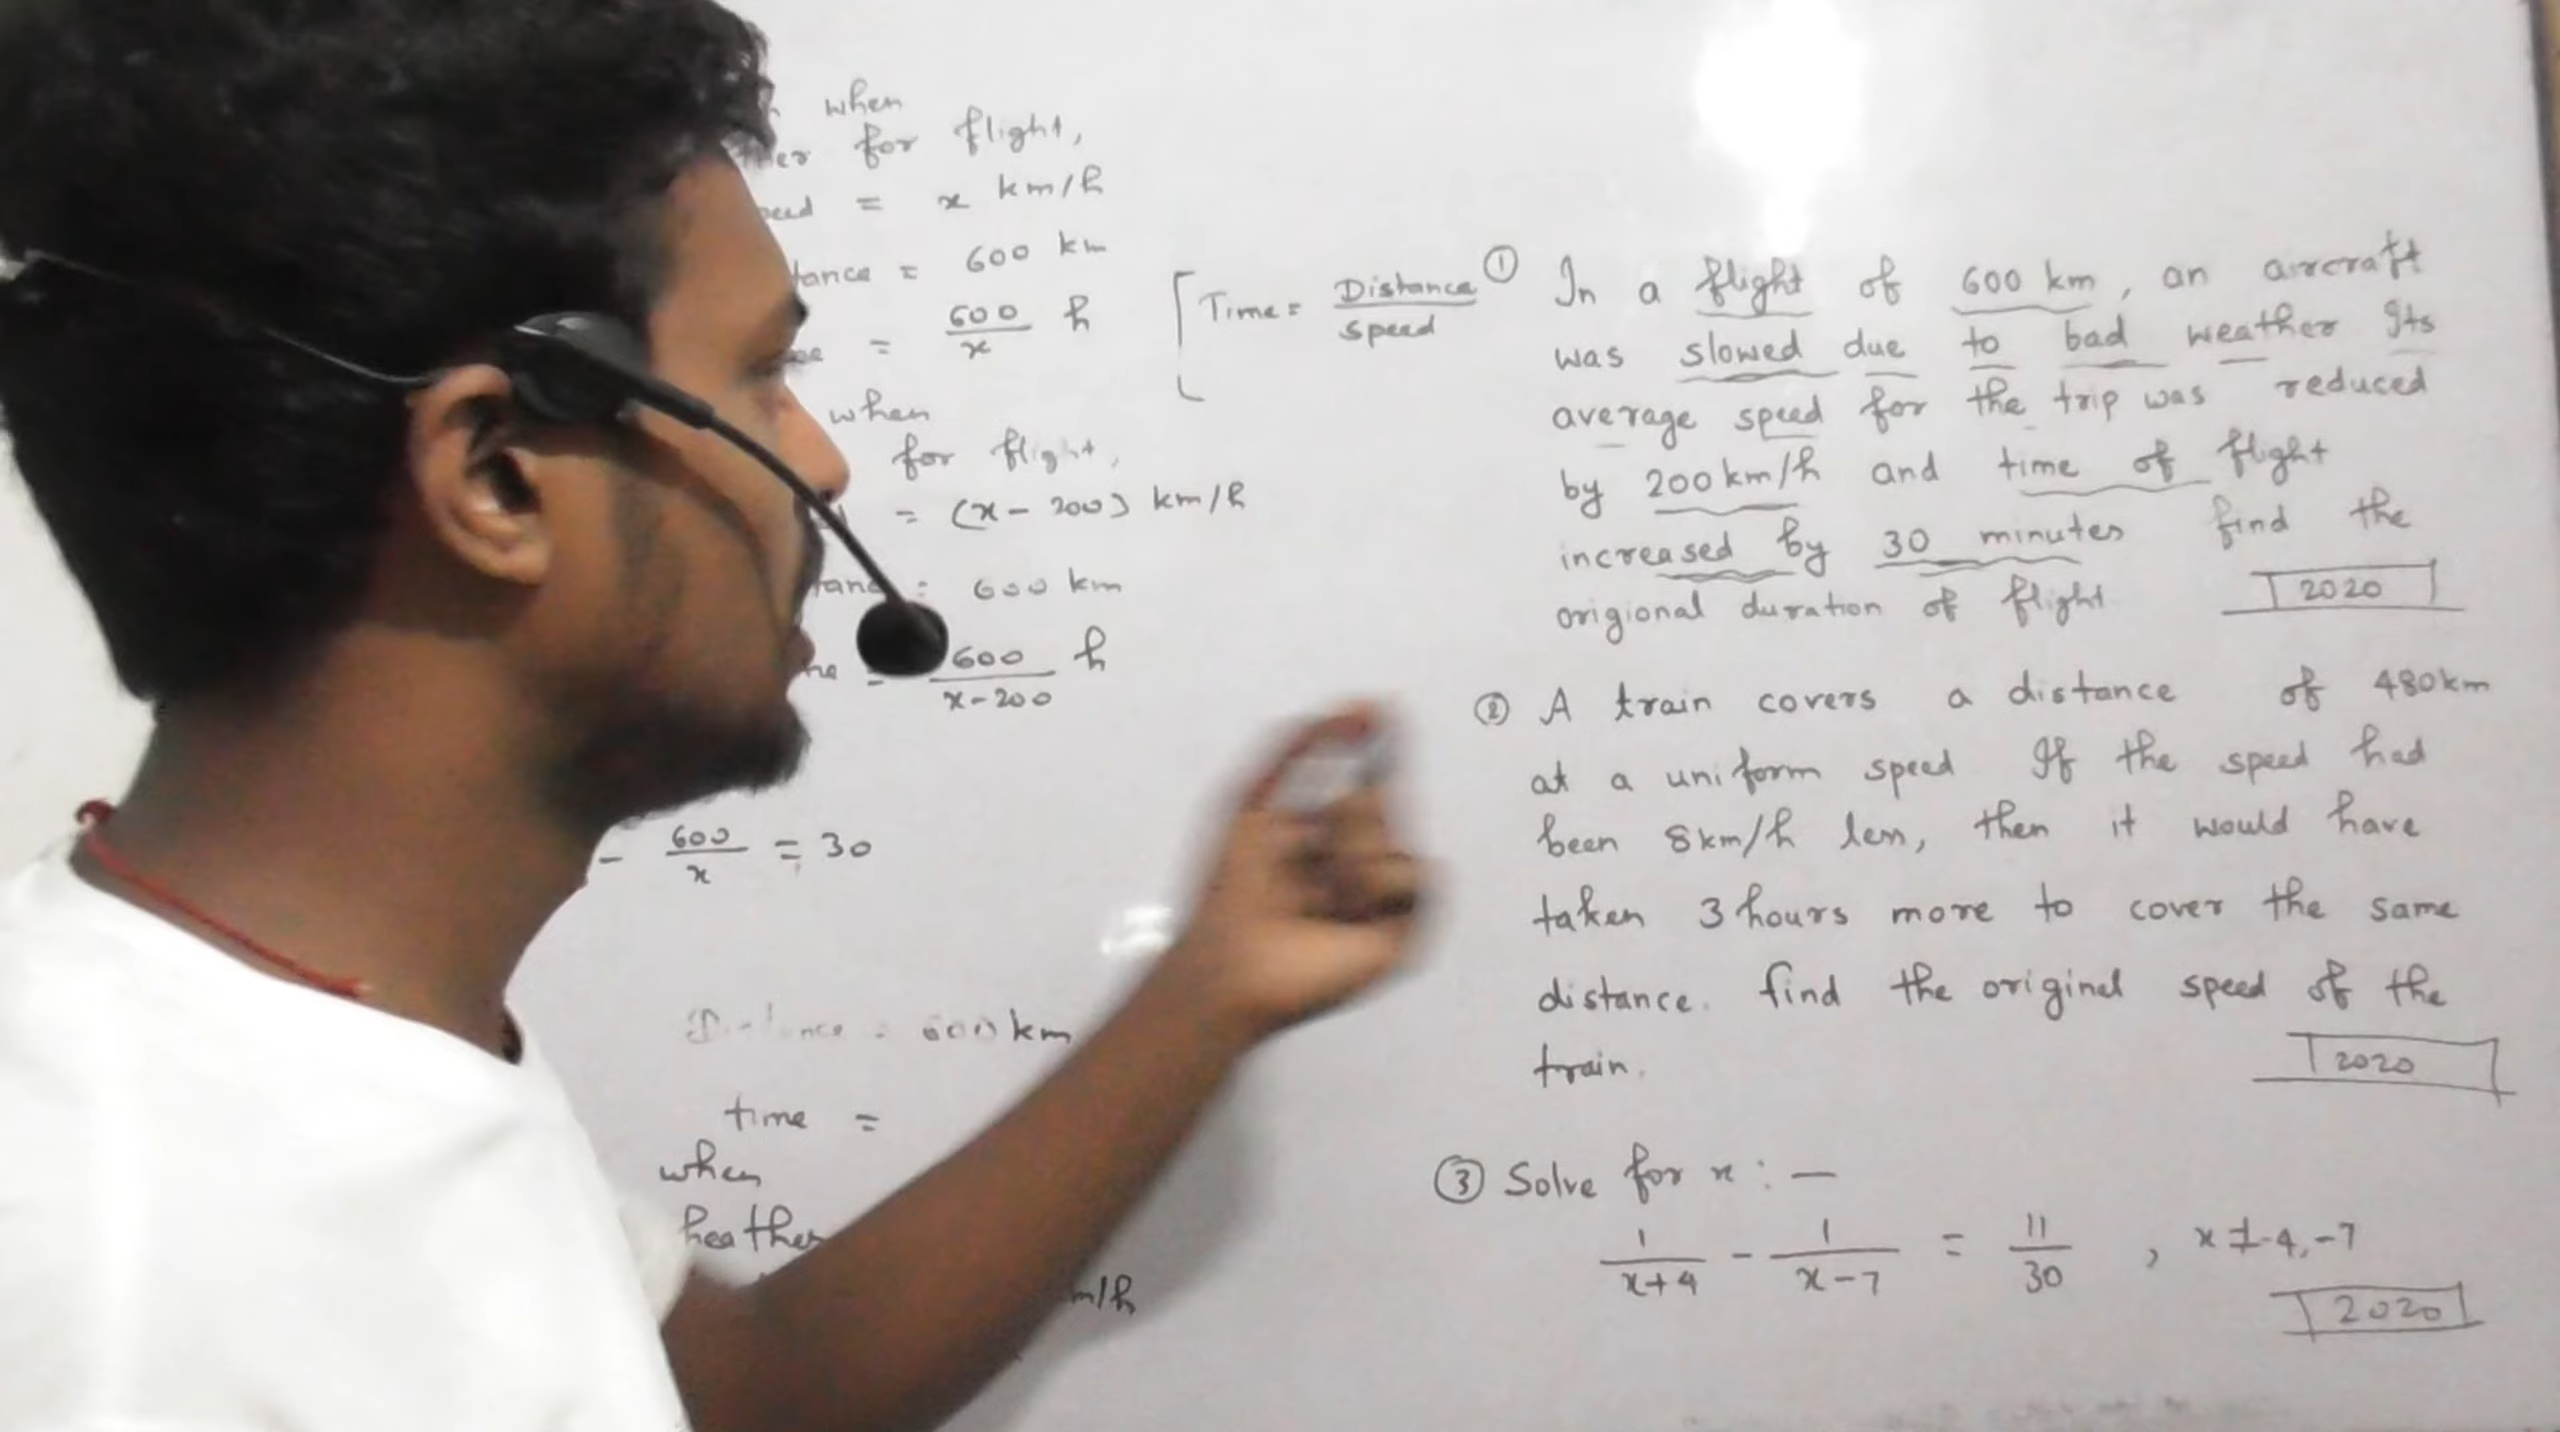 when
for flight,
= x km/h
= 600 km
= 600/x h
[ Time = Distance/Speed
when
for flight,
= (x - 200) km/h
600 km
600/x-200 h
- 600/x = 30
km
time =
when
heather
m/h
① In a flight of 600 km, an aircraft
was slowed due to bad weather Its
average speed for the trip was reduced
by 200 km/h and time of flight
increased by 30 minutes find the
origional duration of flight
2020
② A train covers a distance of 480km
at a uniform speed If the speed had
been 8 km/h less, then it would have
taken 3 hours more to cover the same
distance. find the original speed of the
train.
2020
③ Solve for x : —
1/x+4 - 1/x-7 = 11/30 , x ≠ -4, -7
2020